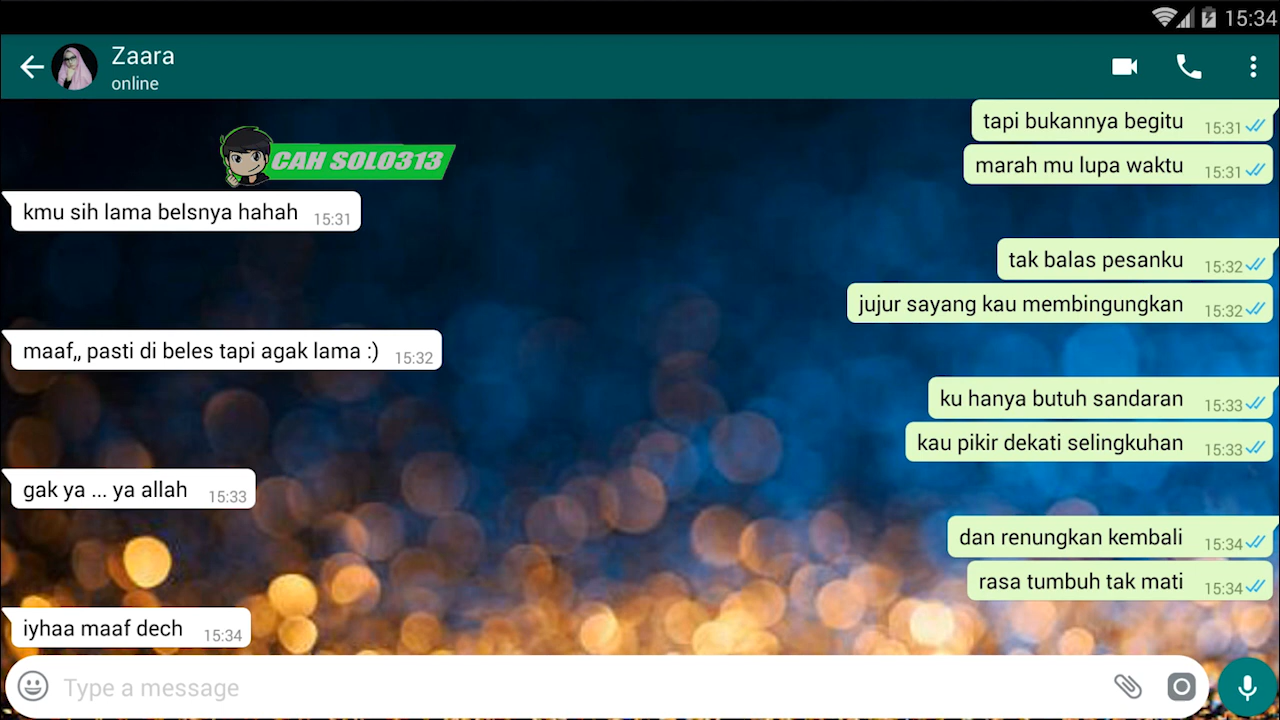 15:34
Zaara
online
tapi bukannya begitu 15:31
CAH SOLO313
marah mu lupa waktu 15:31
kmu sih lama belsnya hahah 15:31
tak balas pesanku 15:32
jujur sayang kau membingungkan 15:32
maaf,, pasti di beles tapi agak lama :) 15:32
ku hanya butuh sandaran 15:33
kau pikir dekati selingkuhan 15:33
gak ya ... ya allah 15:33
dan renungkan kembali 15:34
rasa tumbuh tak mati 15:34
iyhaa maaf dech 15:34
Type a message